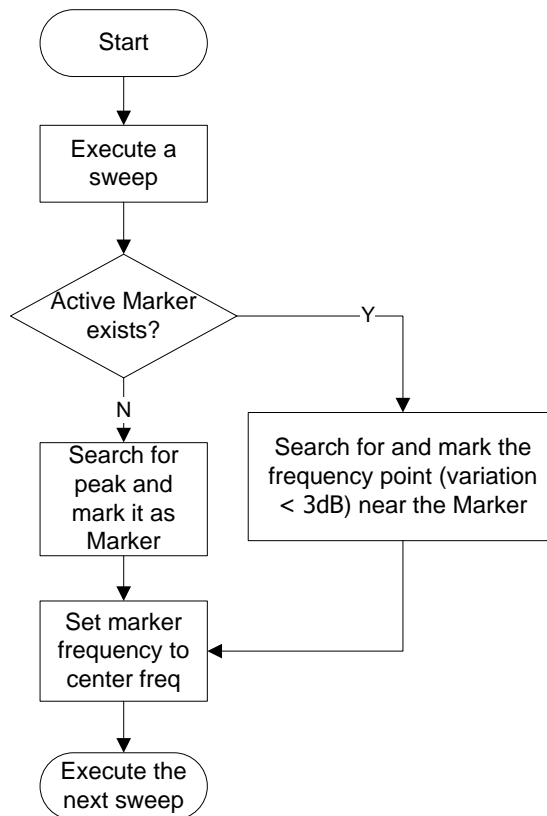 Start
Execute a
sweep
Active Marker
exists?
Y
N
Search for
peak and
mark it as
Marker
Search for and mark the
frequency point (variation
< 3dB) near the Marker
Set marker
frequency to
center freq
Execute the
next sweep